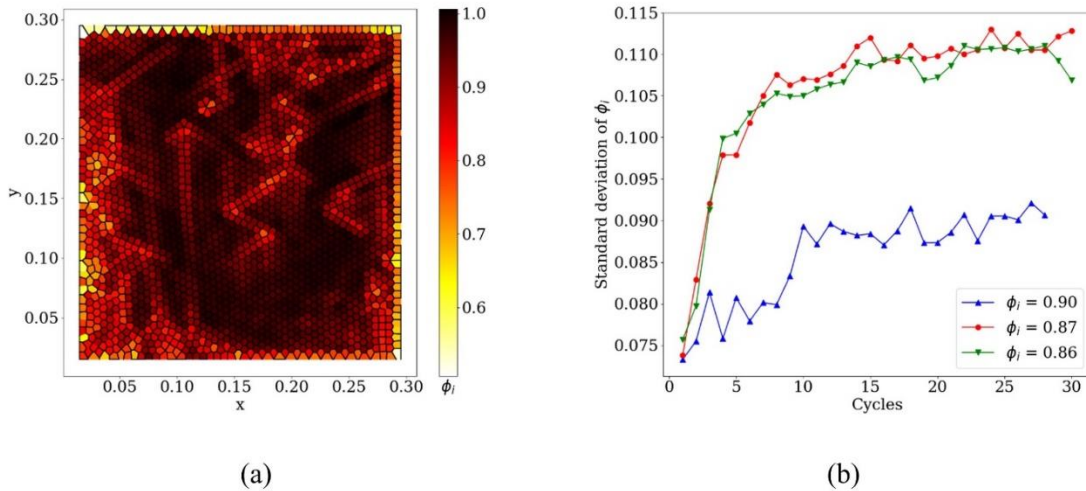 0.30
0.25
0.20
0.15
0.10
0.05
y
0.05 0.10 0.15 0.20 0.25 0.30
x
1.0
0.9
0.8
0.7
0.6
ϕi
(a)
0.115
0.110
0.105
0.100
0.095
0.090
0.085
0.080
0.075
Standard deviation of ϕi
0 5 10 15 20 25 30
Cycles
ϕi = 0.90
ϕi = 0.87
ϕi = 0.86
(b)